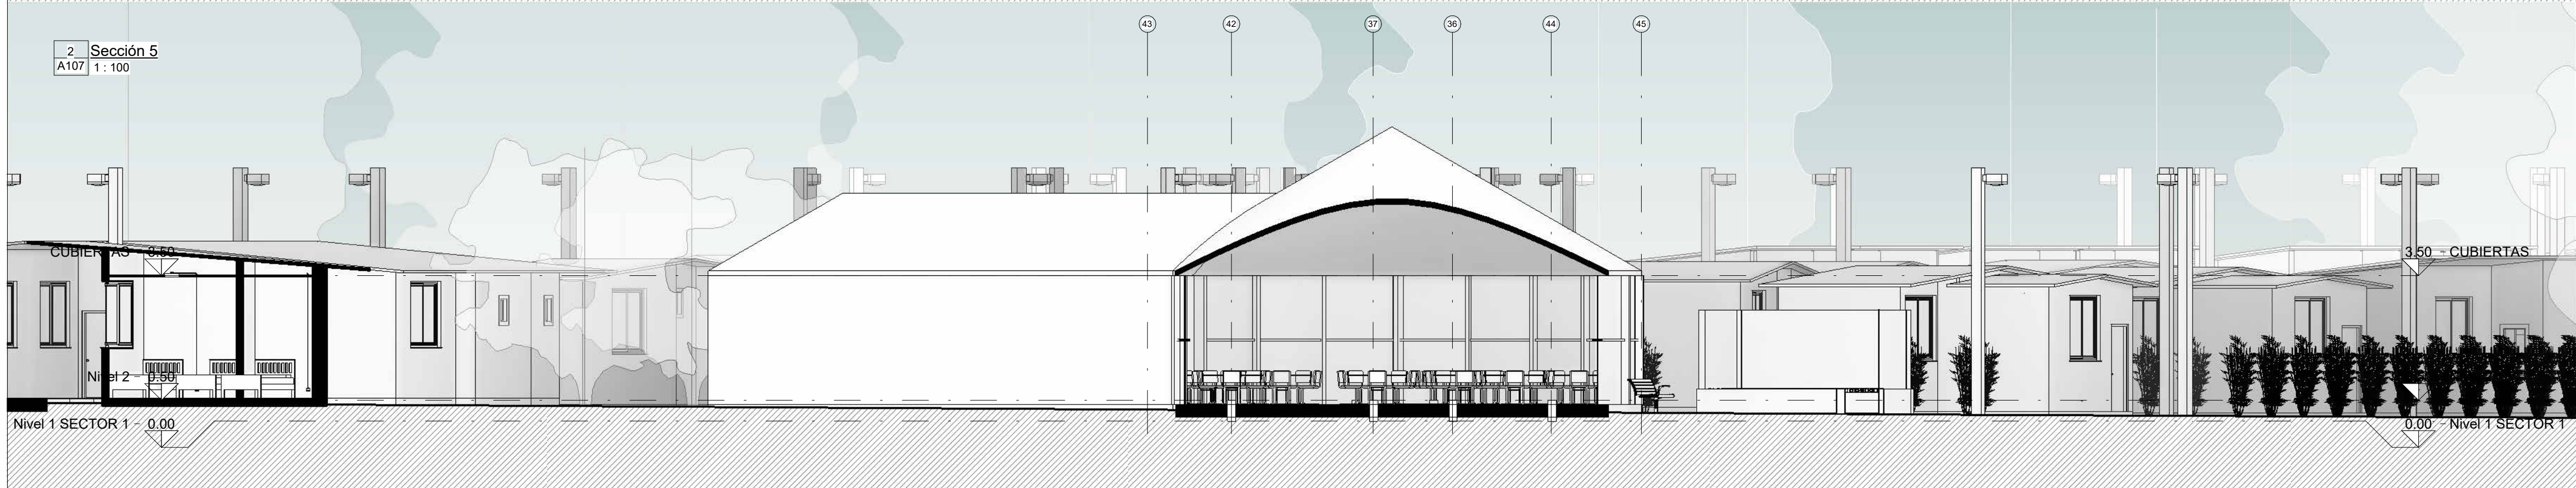 43 42 37 36 44 45
2 Sección 5
A107 1 : 100
CUBIERTAS - 3.50
3.50 - CUBIERTAS
Nivel 2 - 0.50
Nivel 1 SECTOR 1 - 0.00
0.00 - Nivel 1 SECTOR 1